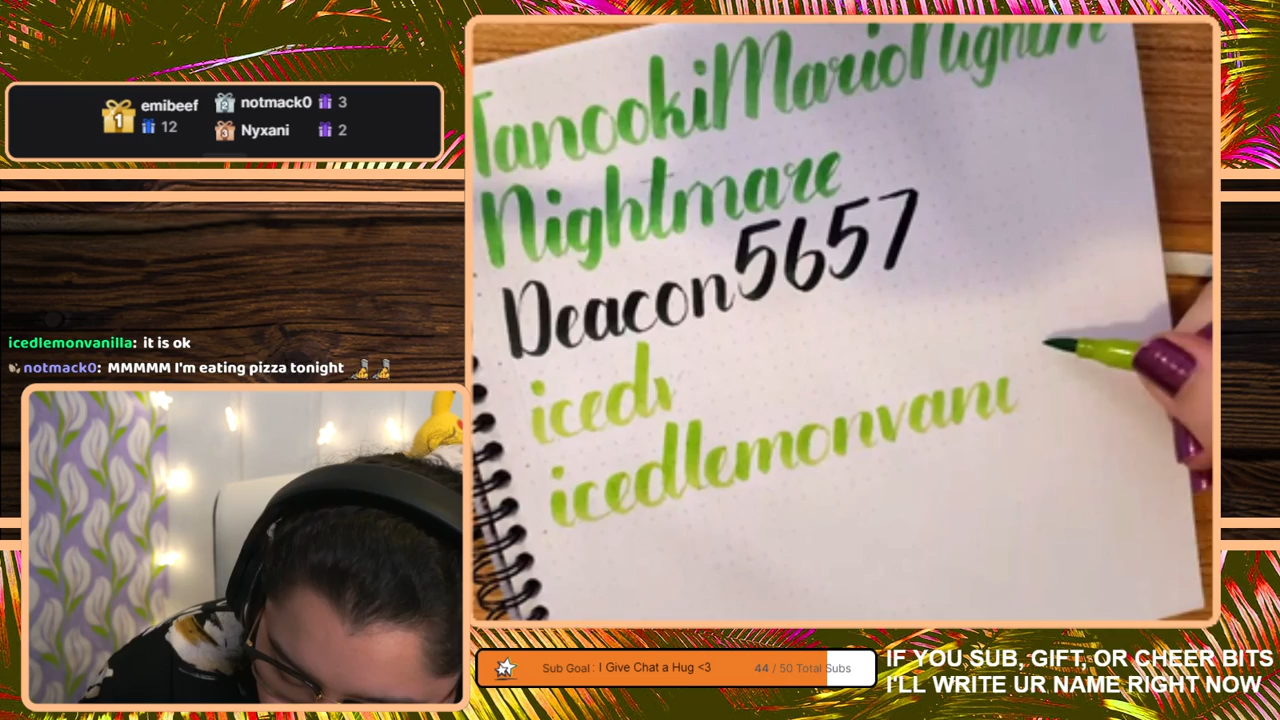 emibeef
12
notmack0 3
Nyxani 2
icedlemonvanilla: it is ok
notmack0: MMMMM I'm eating pizza tonight
TanookiMarioNightm
Nightmare
Deacon5657
iced
icedlemonvani
Sub Goal : I Give Chat a Hug <3 44 / 50 Total Subs
IF YOU SUB, GIFT, OR CHEER BITS
I'LL WRITE UR NAME RIGHT NOW